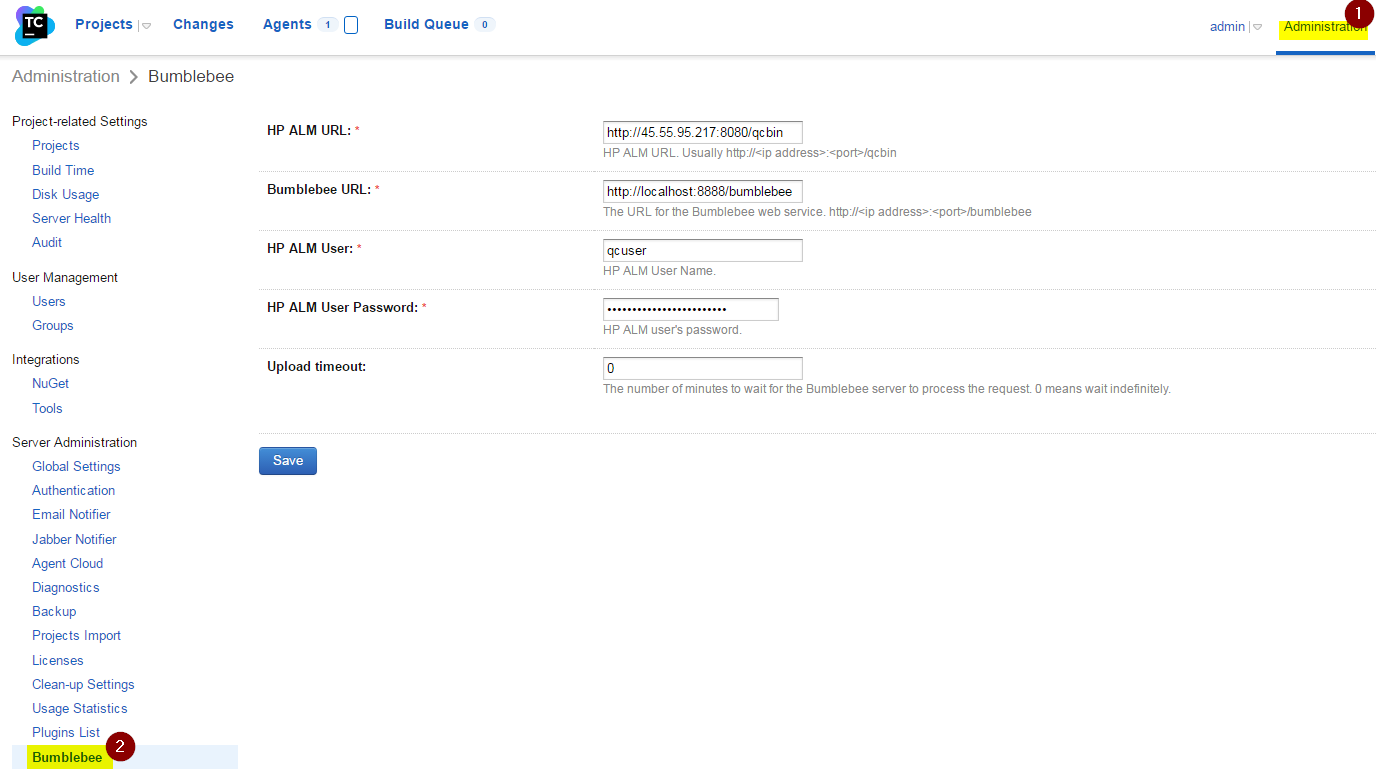 TC
Projects
Changes
Agents 1
Build Queue 0
admin
Administration
1
Administration > Bumblebee
Project-related Settings
Projects
Build Time
Disk Usage
Server Health
Audit
User Management
Users
Groups
Integrations
NuGet
Tools
Server Administration
Global Settings
Authentication
Email Notifier
Jabber Notifier
Agent Cloud
Diagnostics
Backup
Projects Import
Licenses
Clean-up Settings
Usage Statistics
Plugins List
Bumblebee
2
HP ALM URL: *
http://45.55.95.217:8080/qcbin
HP ALM URL. Usually http://<ip address>:<port>/qcbin
Bumblebee URL: *
http://localhost:8888/bumblebee
The URL for the Bumblebee web service. http://<ip address>:<port>/bumblebee
HP ALM User: *
qcuser
HP ALM User Name.
HP ALM User Password: *
••••••••••••••••••••••••
HP ALM user's password.
Upload timeout:
0
The number of minutes to wait for the Bumblebee server to process the request. 0 means wait indefinitely.
Save